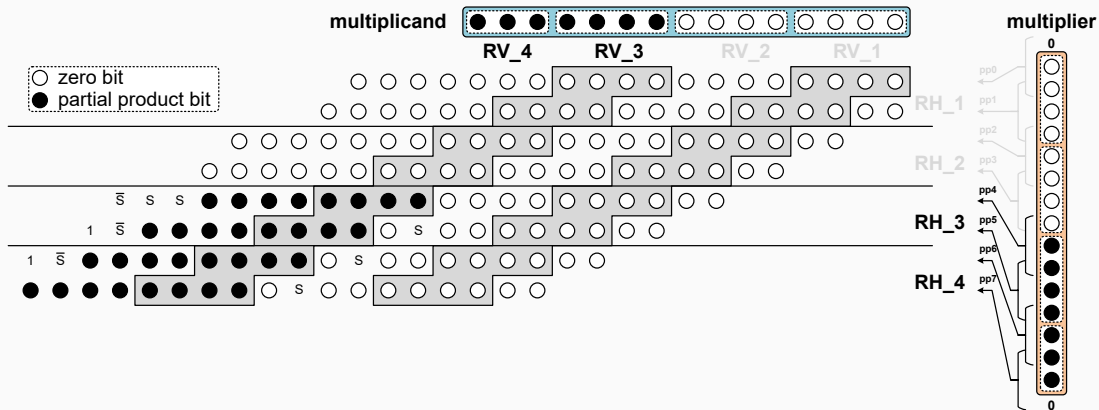 multiplicand
multiplier
RV_4 RV_3 RV_2 RV_1
0
zero bit
partial product bit
pp0
RH_1
pp1
pp2
RH_2
pp3
S̅ S S
pp4
RH_3
1 S̅ S
pp5
1 S̅ S
pp6
RH_4
S
pp7
0